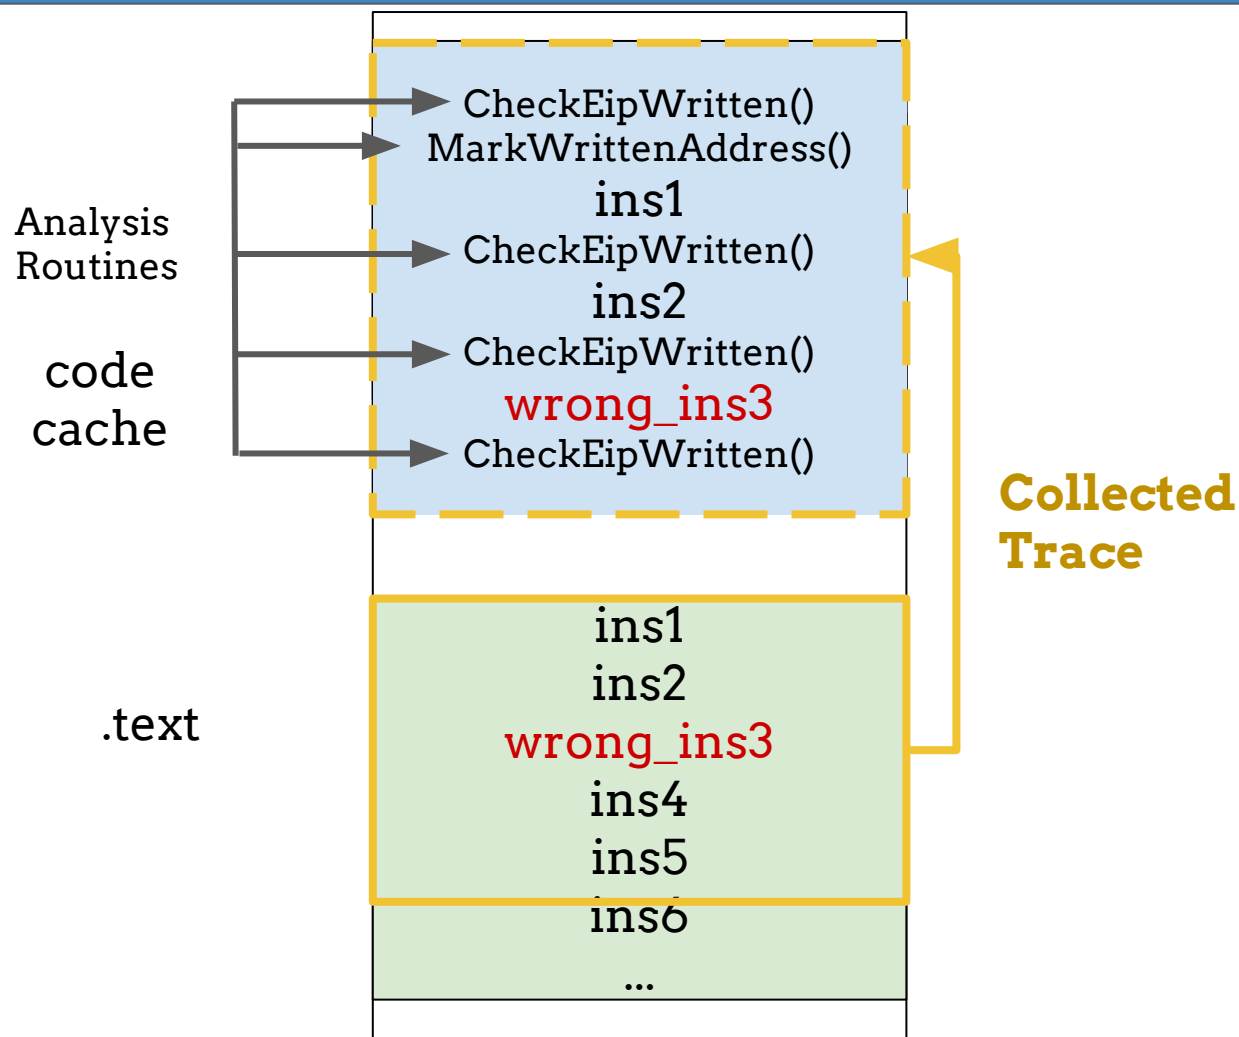 CheckEipWritten()
MarkWrittenAddress()
ins1
CheckEipWritten()
ins2
CheckEipWritten()
wrong_ins3
CheckEipWritten()
Analysis
Routines
code
cache
Collected
Trace
.text
ins1
ins2
wrong_ins3
ins4
ins5
ins6
...